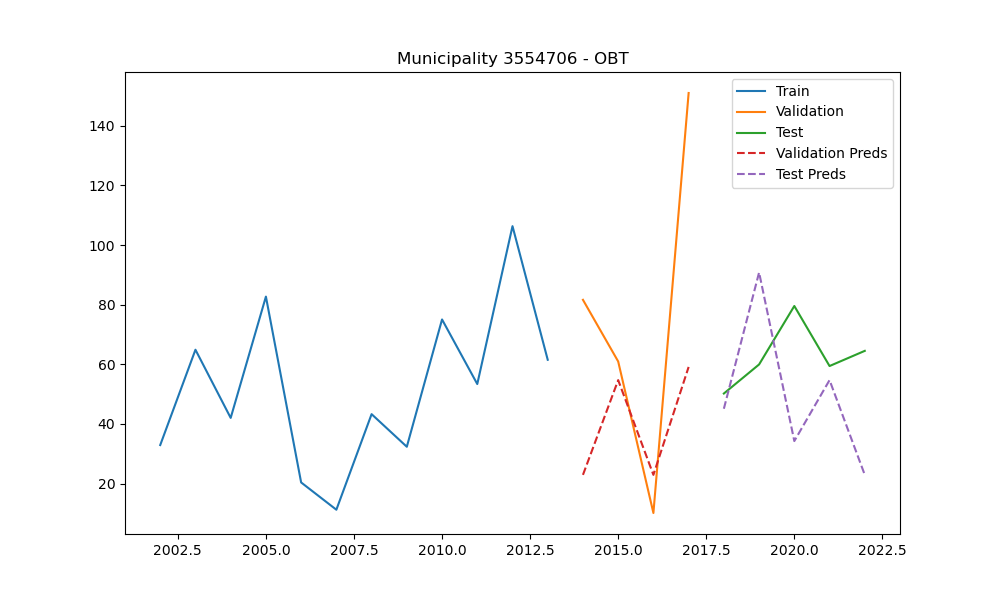 Municipality 3554706 - OBT
Train
Validation
Test
Validation Preds
Test Preds
140
120
100
80
60
40
20
2002.5 2005.0 2007.5 2010.0 2012.5 2015.0 2017.5 2020.0 2022.5